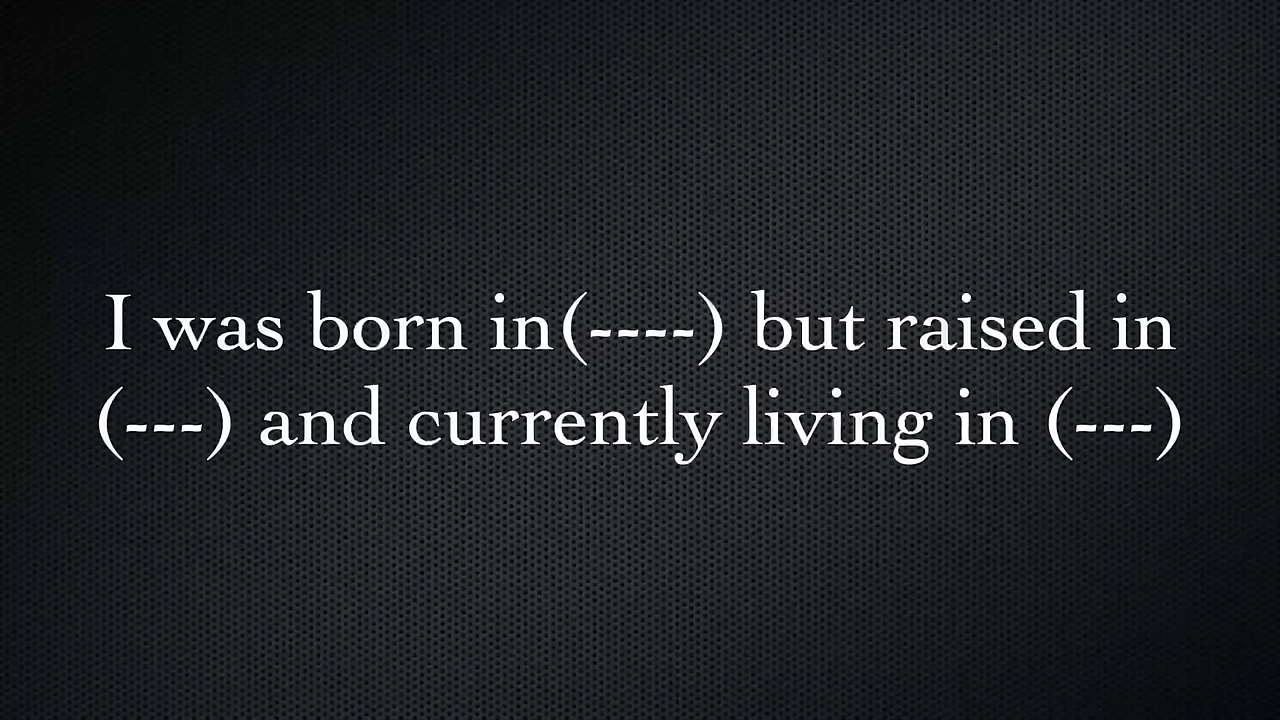 I was born in(----) but raised in
(---) and currently living in (---)